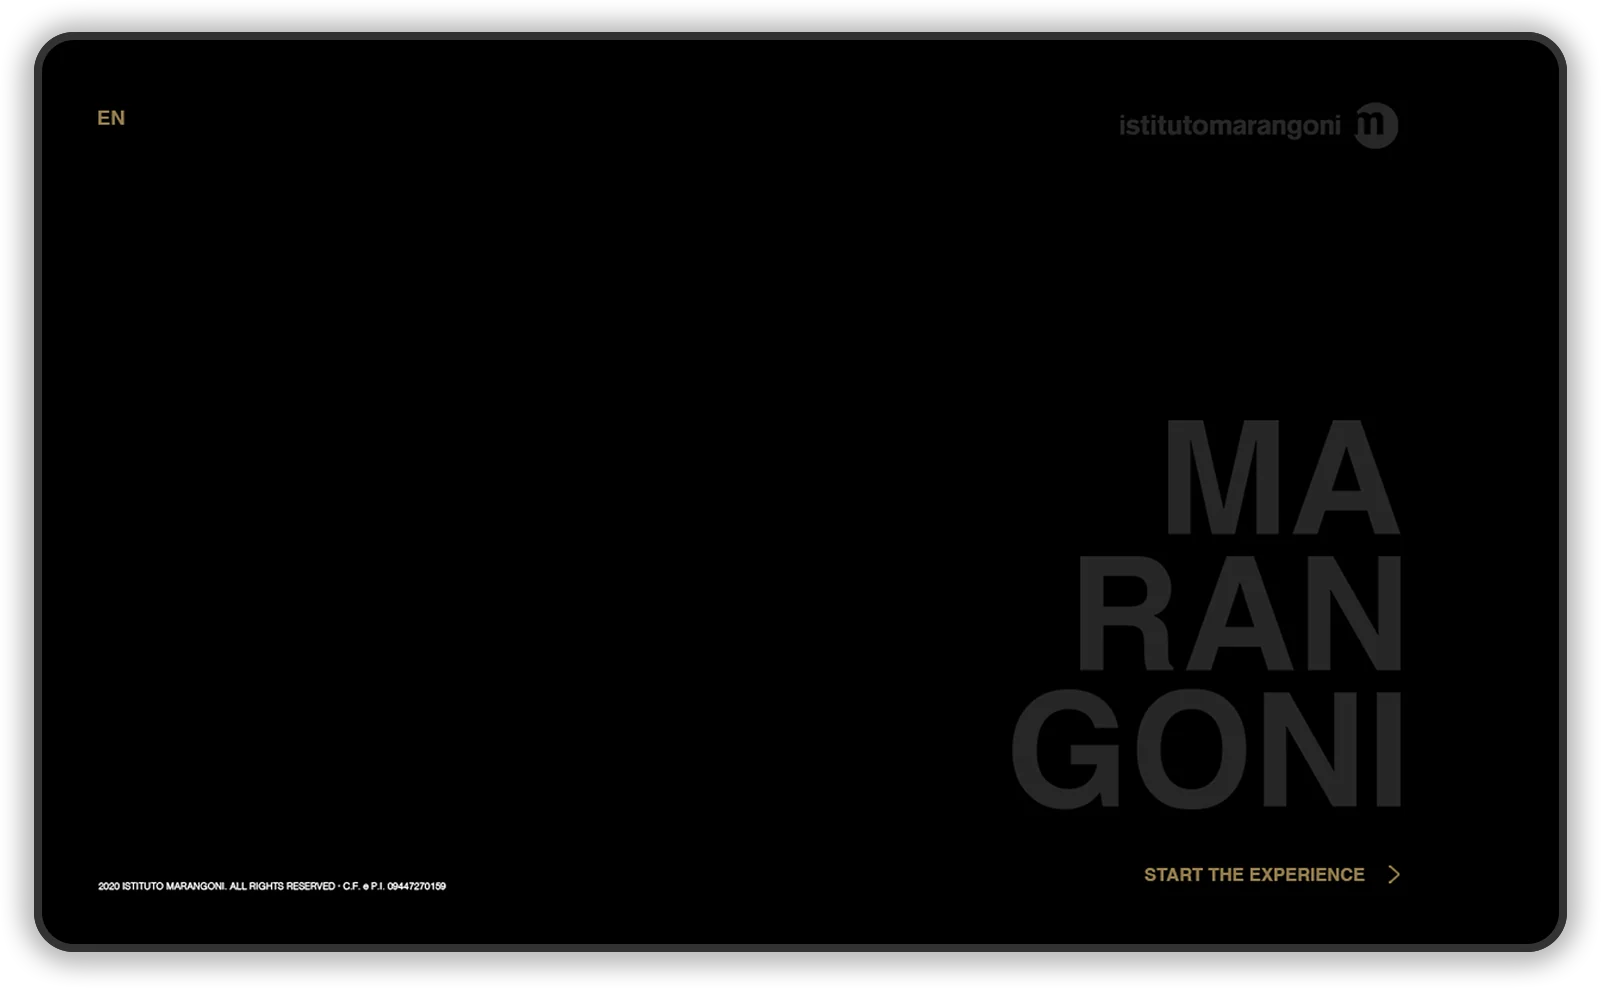 EN
istitutomarangoni m
MA
RAN
GONI
START THE EXPERIENCE
2020 ISTITUTO MARANGONI. ALL RIGHTS RESERVED · C.F. e P.I. 09447270159